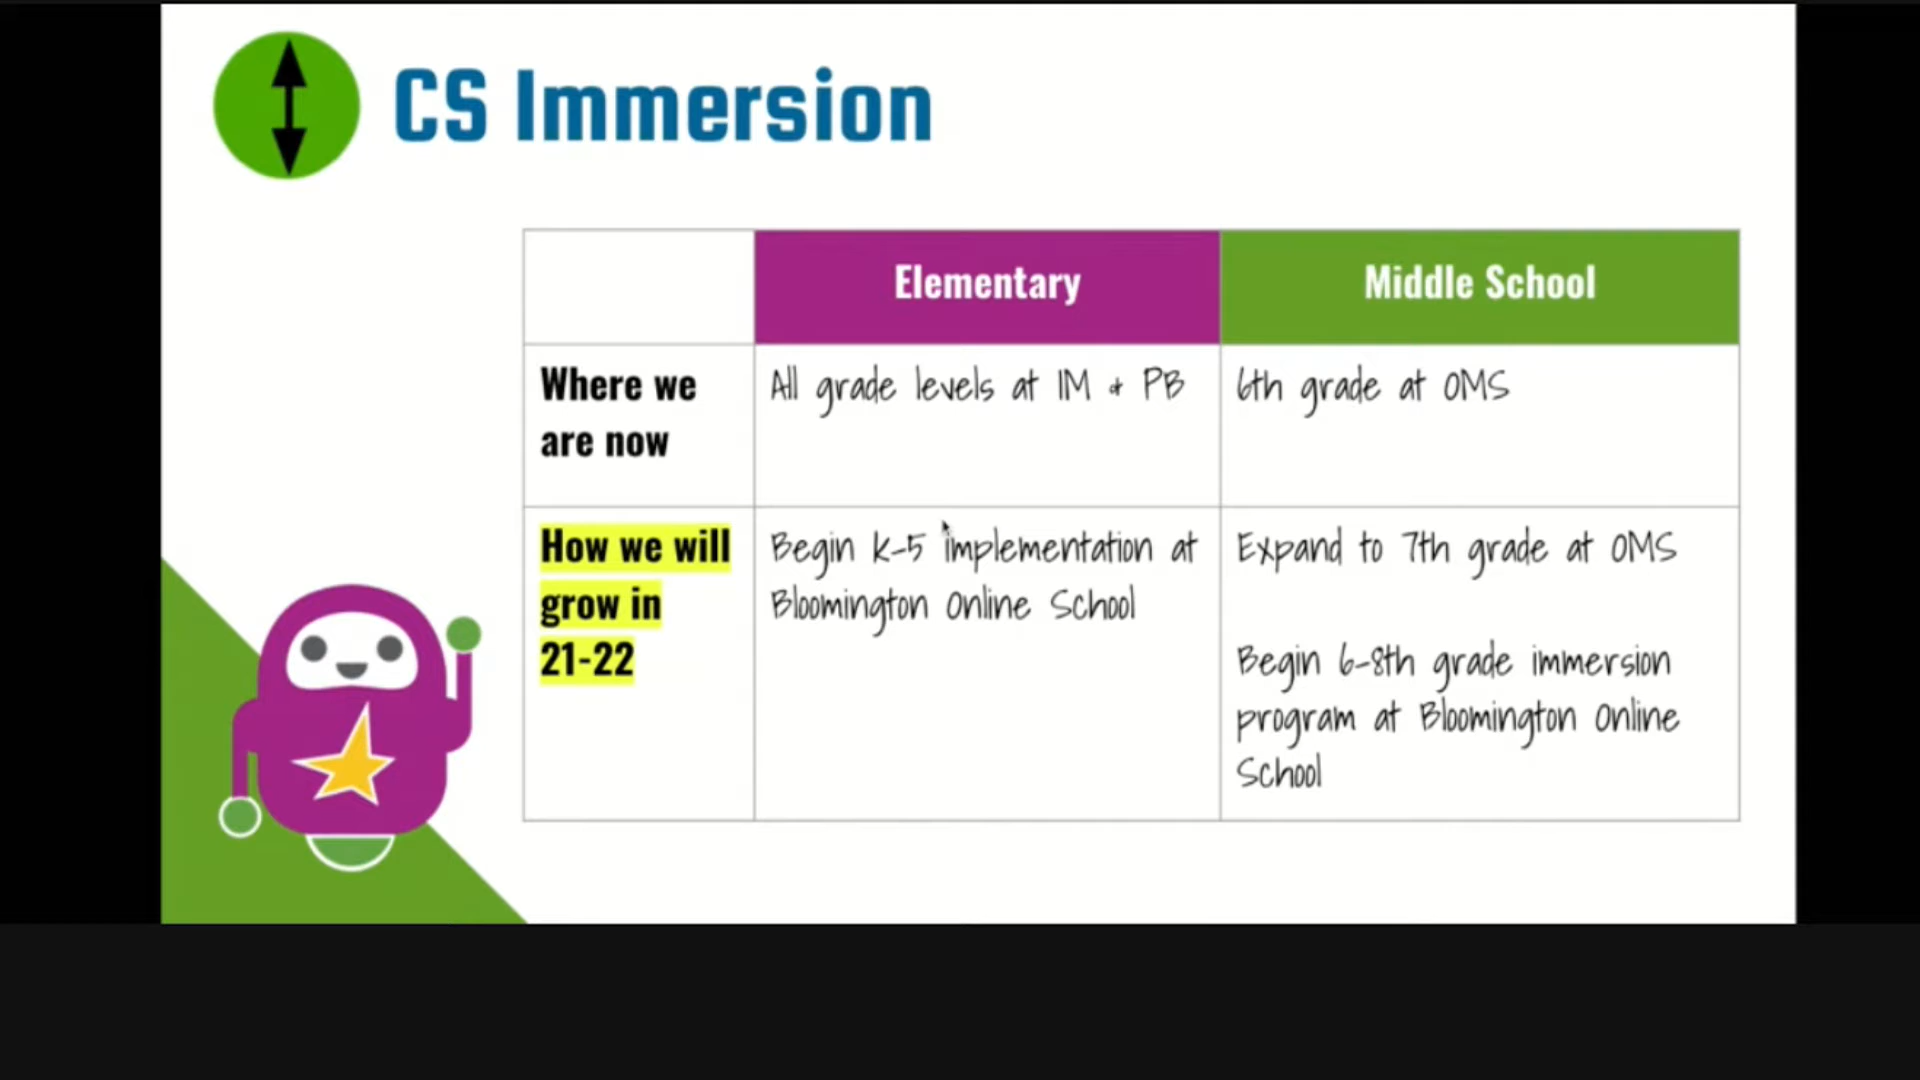 CS Immersion
Elementary
Middle School
Where we
are now
All grade levels at IM & PB
6th grade at OMS
How we will
grow in
21-22
Begin K-5 implementation at
Bloomington Online School
Expand to 7th grade at OMS
Begin 6-8th grade immersion
program at Bloomington Online
School